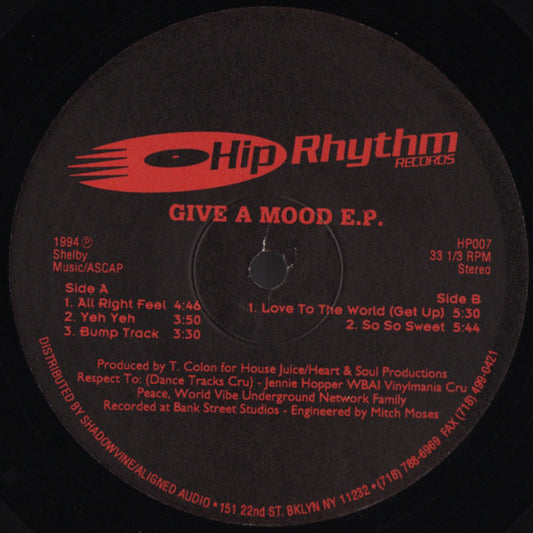 Hip Rhythm
RECORDS
GIVE A MOOD E.P.
1994 ℗
Shelby
Music/ASCAP
HP007
33 1/3 RPM
Stereo
Side A
1. All Right Feel 4:46
2. Yeh Yeh 3:50
3. Bump Track 3:30
Side B
1. Love To The World (Get Up) 5:30
2. So So Sweet 5:44
Produced by T. Colon for House Juice/Heart & Soul Productions
Respect To: (Dance Tracks Cru) - Jennie Hopper WBAI Vinylmania Cru
Peace, World Vibe Underground Network Family
Recorded at Bank Street Studios - Engineered by Mitch Moses
DISTRIBUTED BY SHADOWVINE/ALIGNED AUDIO • 151 22nd ST. BKLYN NY 11232 • (718) 788-6969 FAX (718) 499-0421